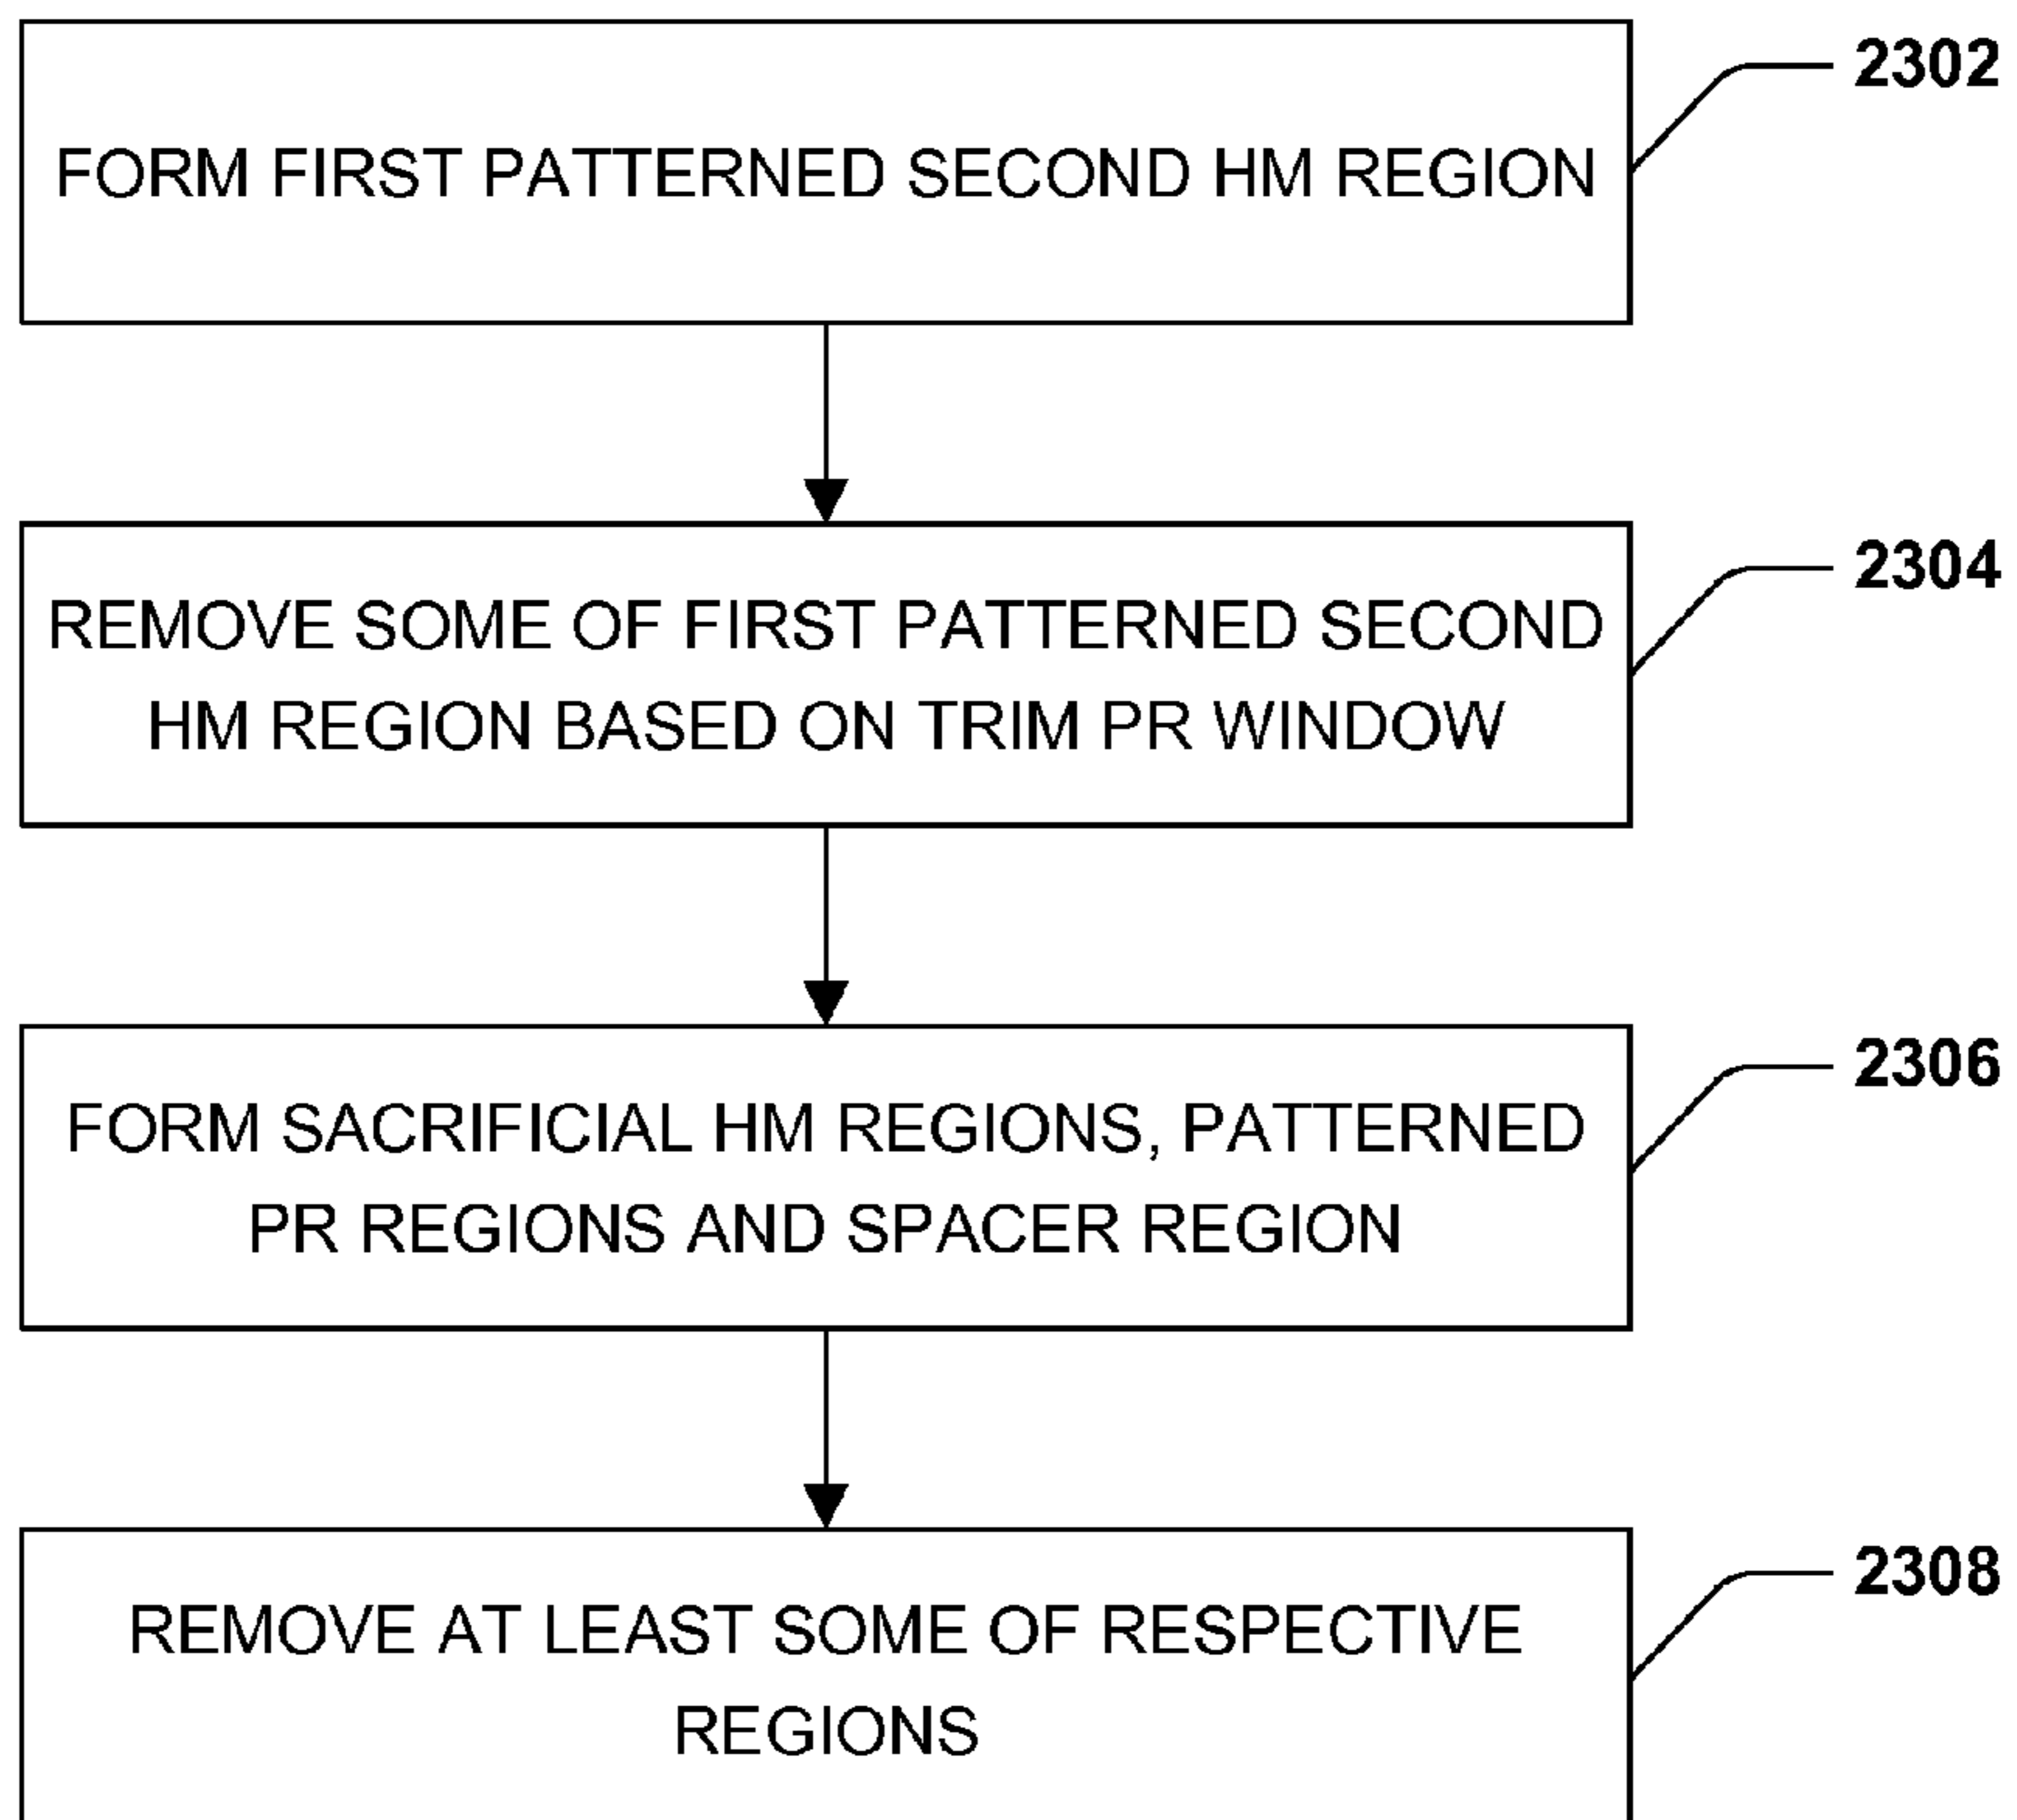 2302
FORM FIRST PATTERNED SECOND HM REGION
2304
REMOVE SOME OF FIRST PATTERNED SECOND
HM REGION BASED ON TRIM PR WINDOW
2306
FORM SACRIFICIAL HM REGIONS, PATTERNED
PR REGIONS AND SPACER REGION
2308
REMOVE AT LEAST SOME OF RESPECTIVE
REGIONS